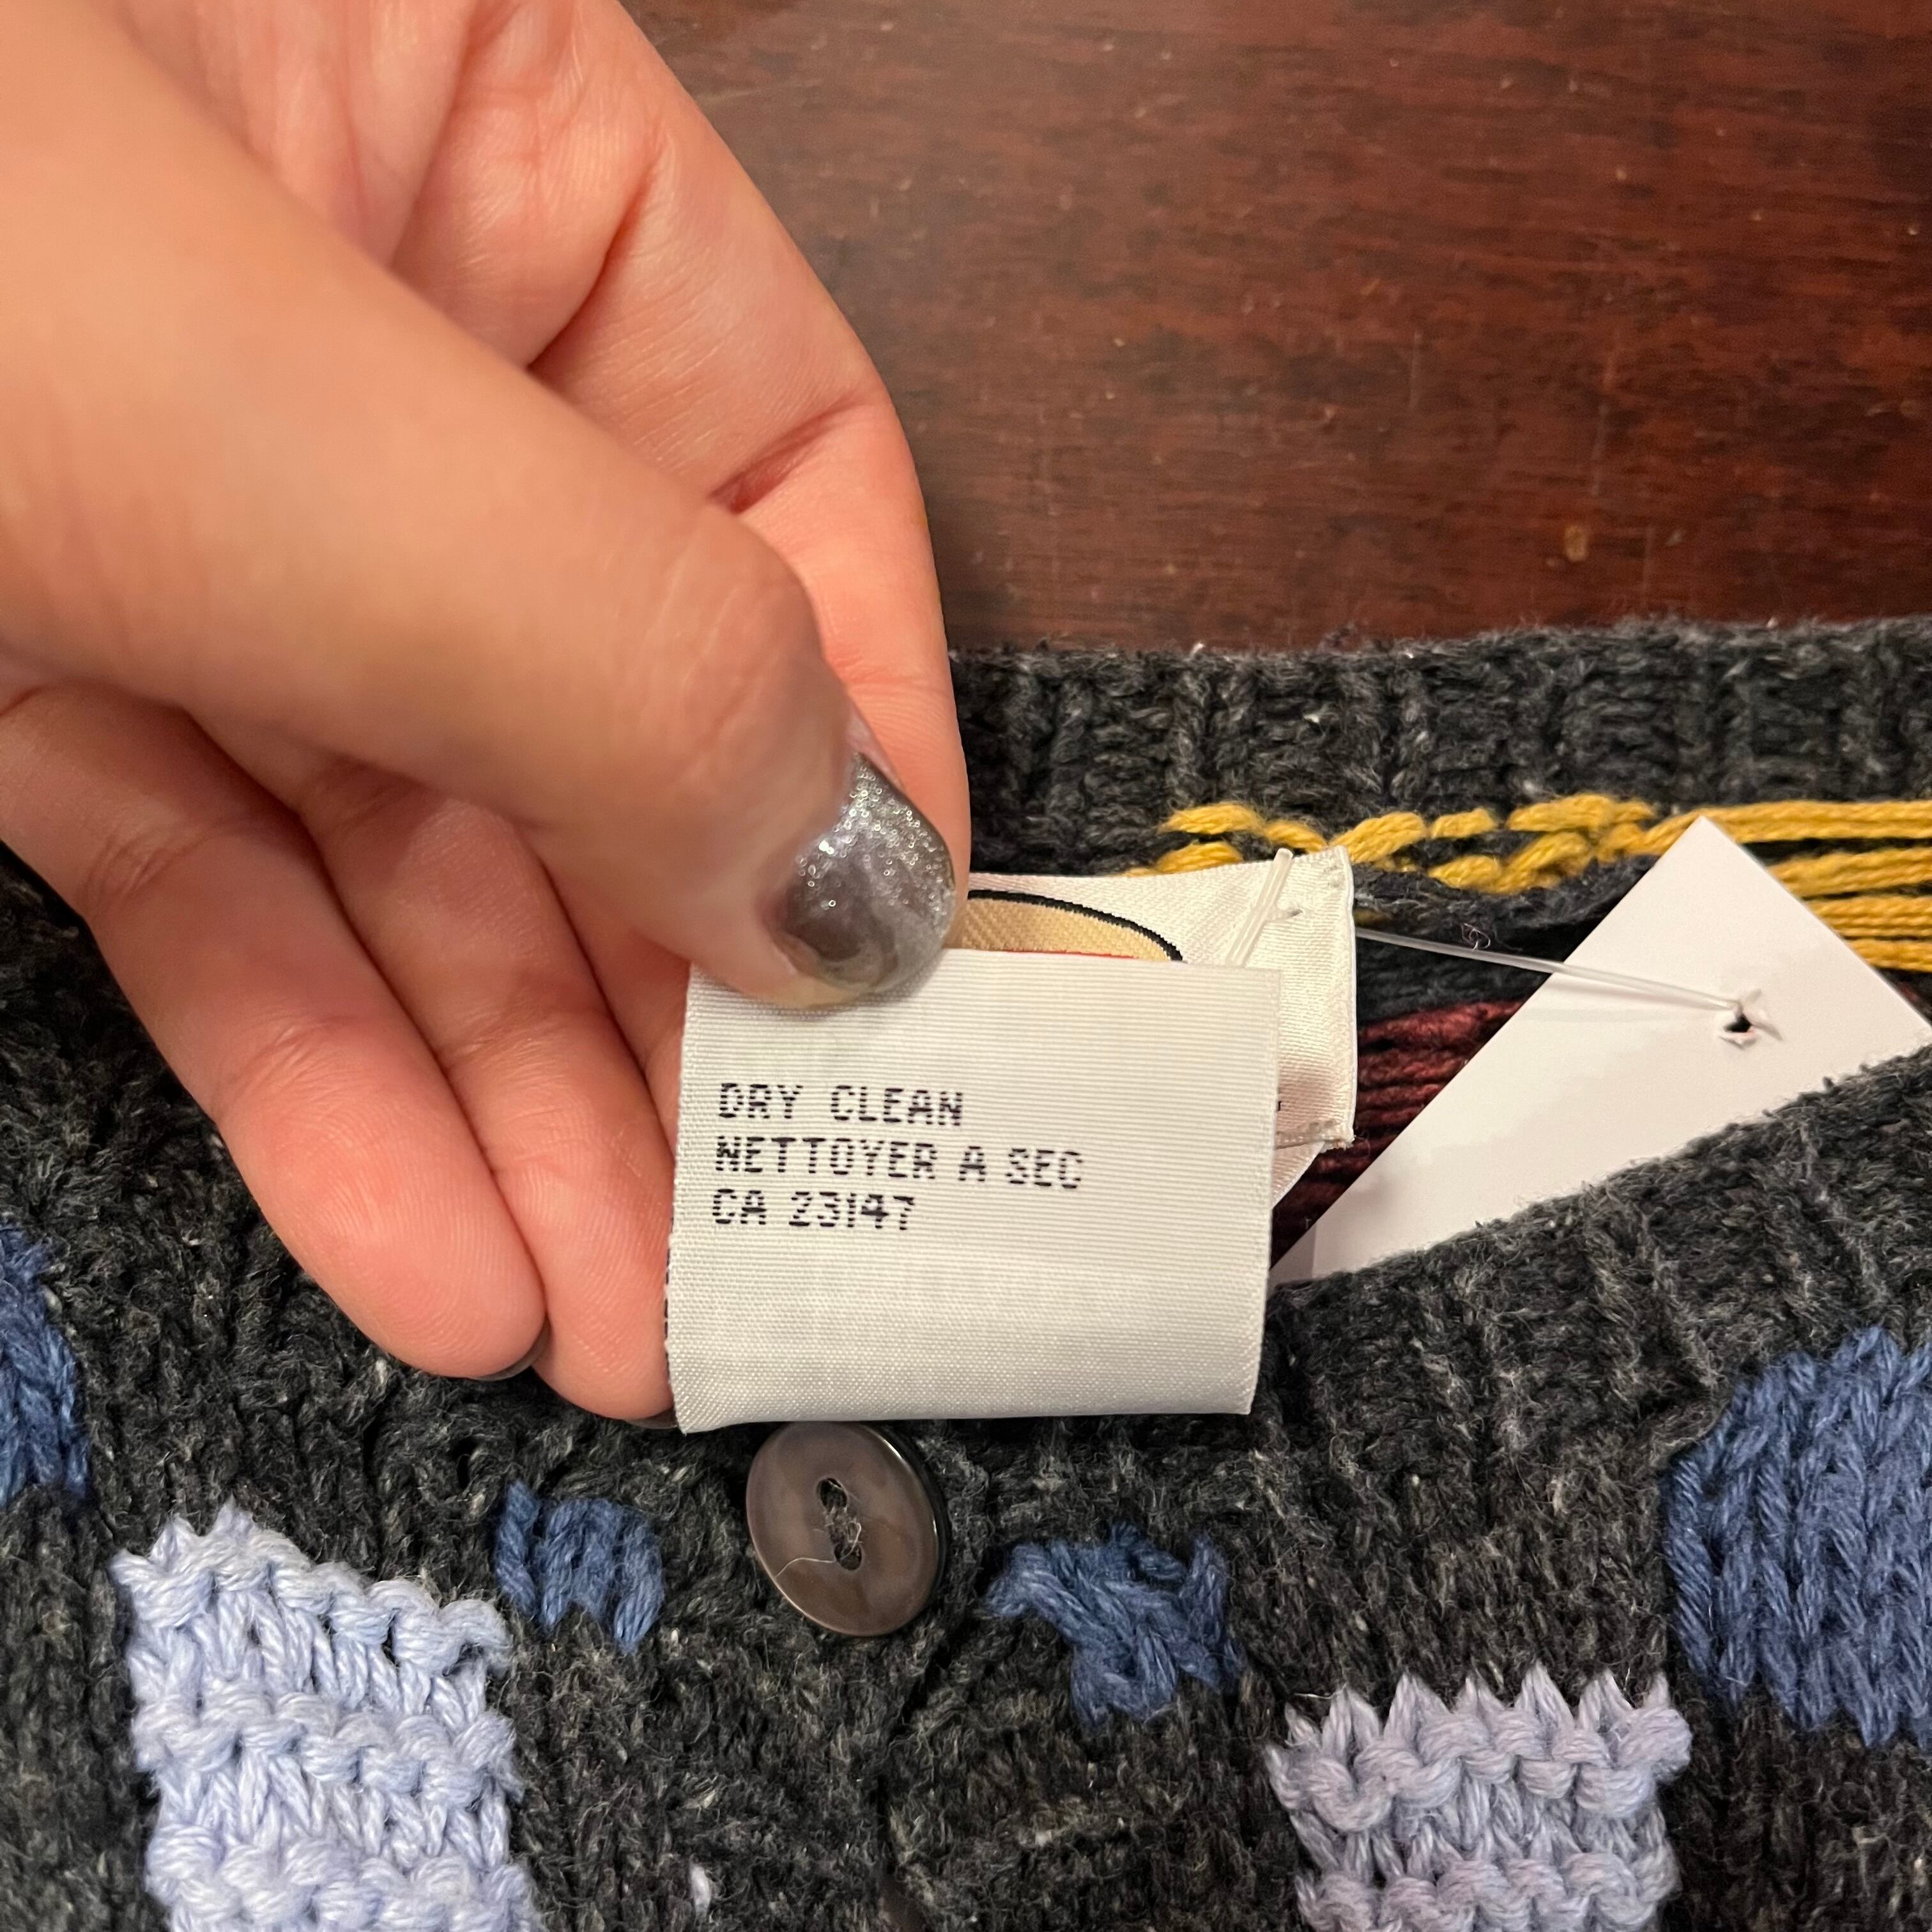 DRY CLEAN
NETTOYER A SEC
CA 23147